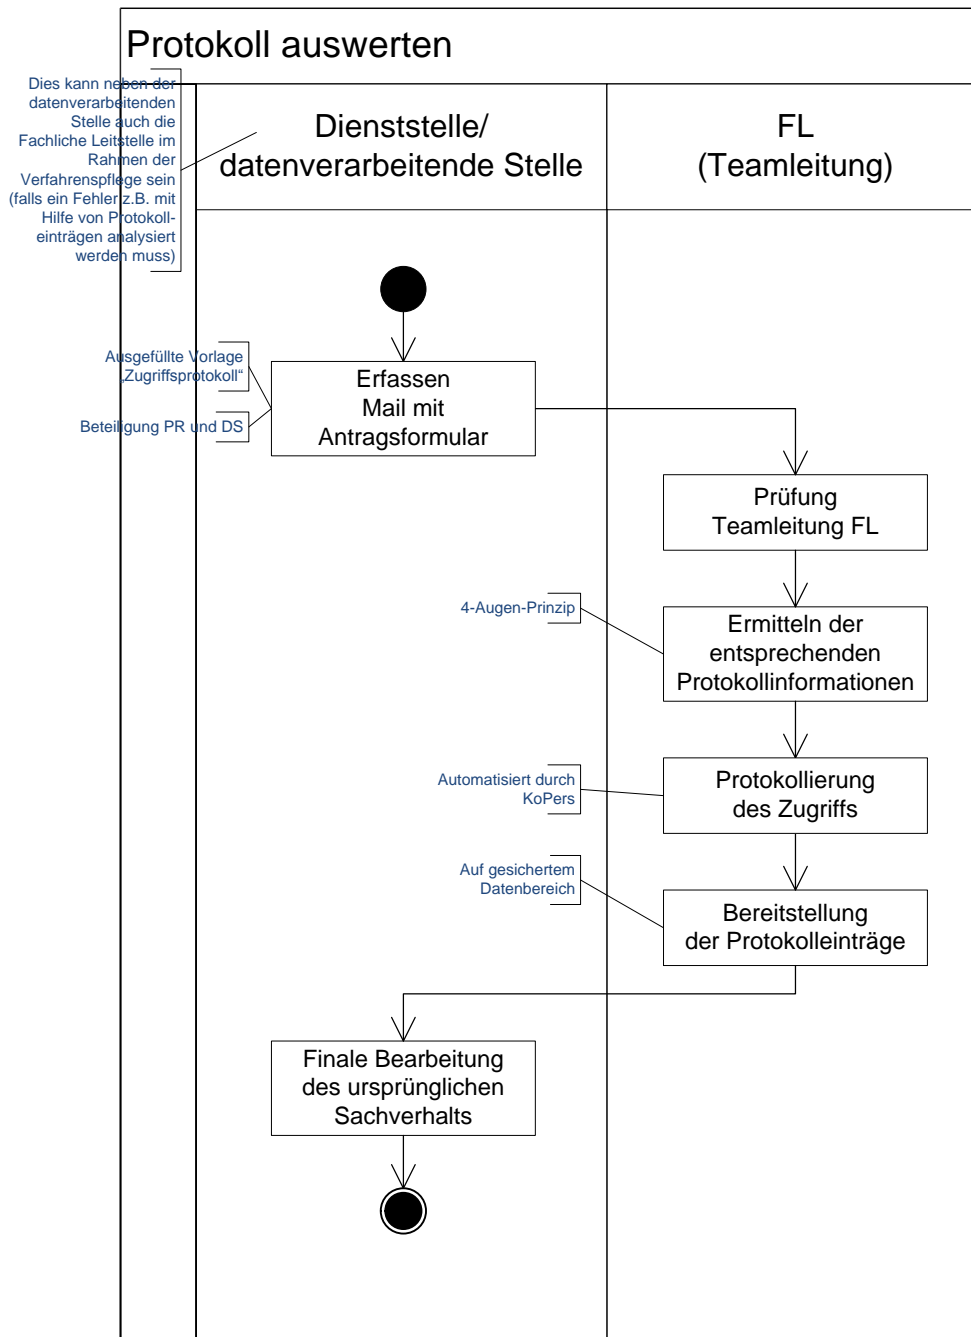 Protokoll auswerten
Dies kann neben der
datenverarbeitenden
Stelle auch die
Fachliche Leitstelle im
Rahmen der
Verfahrenspflege sein
(falls ein Fehler z.B. mit
Hilfe von Protokoll-
einträgen analysiert
werden muss)
Dienststelle/
datenverarbeitende Stelle
FL
(Teamleitung)
Ausgefüllte Vorlage
„Zugriffsprotokoll“
Beteiligung PR und DS
Erfassen
Mail mit
Antragsformular
Prüfung
Teamleitung FL
4-Augen-Prinzip
Ermitteln der
entsprechenden
Protokollinformationen
Automatisiert durch
KoPers
Protokollierung
des Zugriffs
Auf gesichertem
Datenbereich
Bereitstellung
der Protokolleinträge
Finale Bearbeitung
des ursprünglichen
Sachverhalts